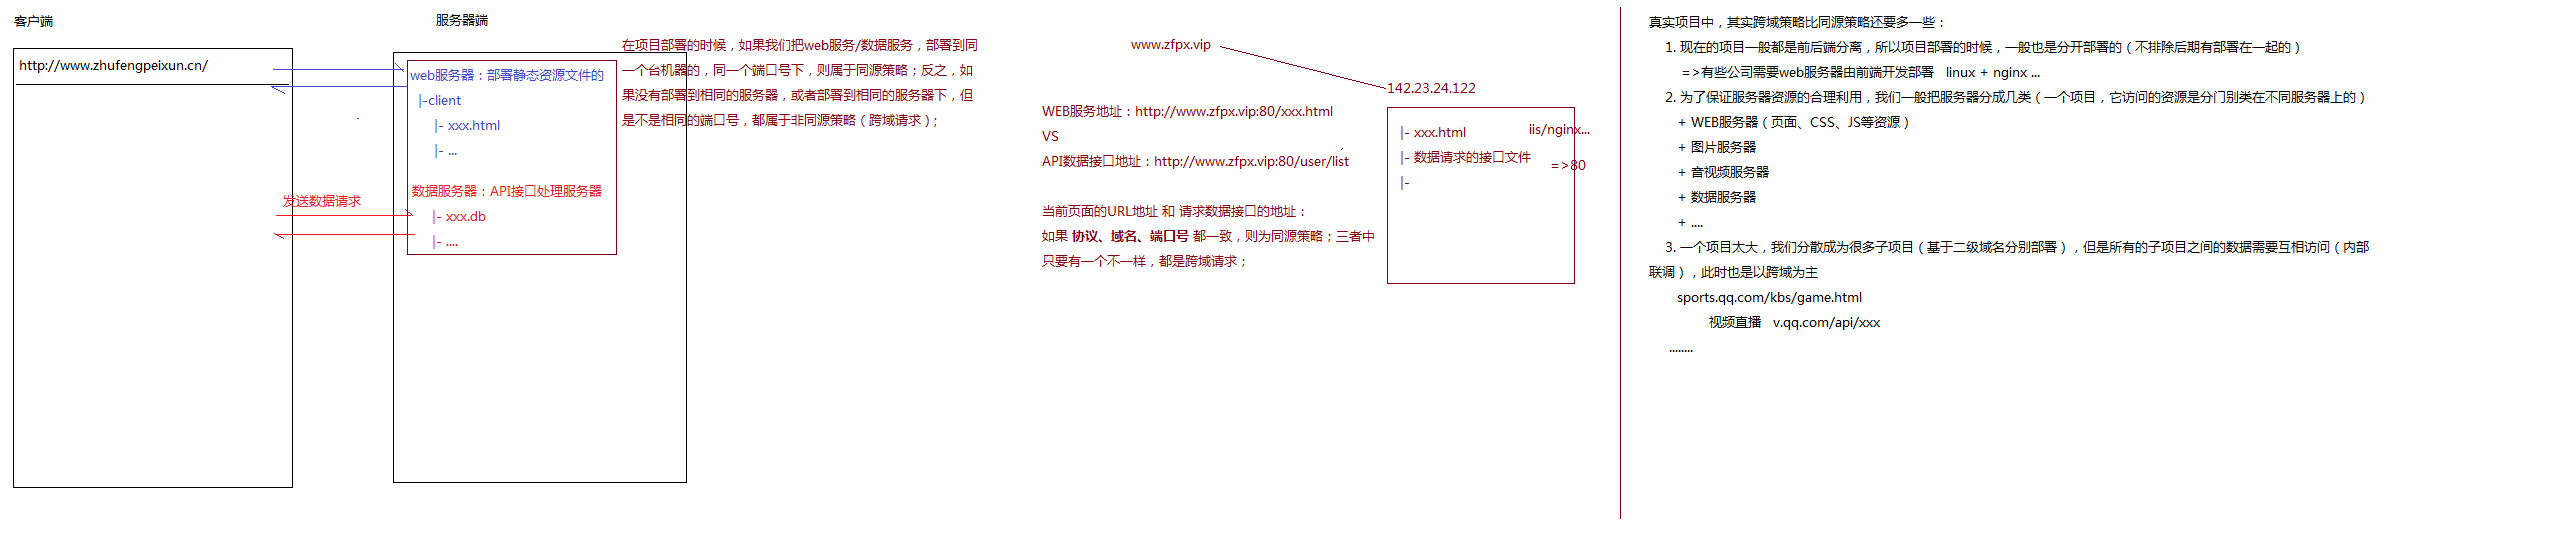 客户端
http://www.zhufengpeixun.cn/
发送数据请求
服务器端
web服务器：部署静态资源文件的
|-client
|- xxx.html
|- ...
数据服务器：API接口处理服务器
|- xxx.db
|- ....
在项目部署的时候，如果我们把web服务/数据服务，部署到同
一个台机器的，同一个端口号下，则属于同源策略；反之，如
果没有部署到相同的服务器，或者部署到相同的服务器下，但
是不是相同的端口号，都属于非同源策略（跨域请求）；
www.zfpx.vip
142.23.24.122
WEB服务地址：http://www.zfpx.vip:80/xxx.html
VS
API数据接口地址：http://www.zfpx.vip:80/user/list
当前页面的URL地址 和 请求数据接口的地址：
如果 协议、域名、端口号 都一致，则为同源策略；三者中
只要有一个不一样，都是跨域请求；
|- xxx.html
|- 数据请求的接口文件
|-
iis/nginx...
=>80
真实项目中，其实跨域策略比同源策略还要多一些：
1. 现在的项目一般都是前后端分离，所以项目部署的时候，一般也是分开部署的（不排除后期有部署在一起的）
=>有些公司需要web服务器由前端开发部署 linux + nginx ...
2. 为了保证服务器资源的合理利用，我们一般把服务器分成几类（一个项目，它访问的资源是分门别类在不同服务器上的）
+ WEB服务器（页面、CSS、JS等资源）
+ 图片服务器
+ 音视频服务器
+ 数据服务器
+ ....
3. 一个项目太大，我们分散成为很多子项目（基于二级域名分别部署），但是所有的子项目之间的数据需要互相访问（内部
联调），此时也是以跨域为主
sports.qq.com/kbs/game.html
视频直播 v.qq.com/api/xxx
........